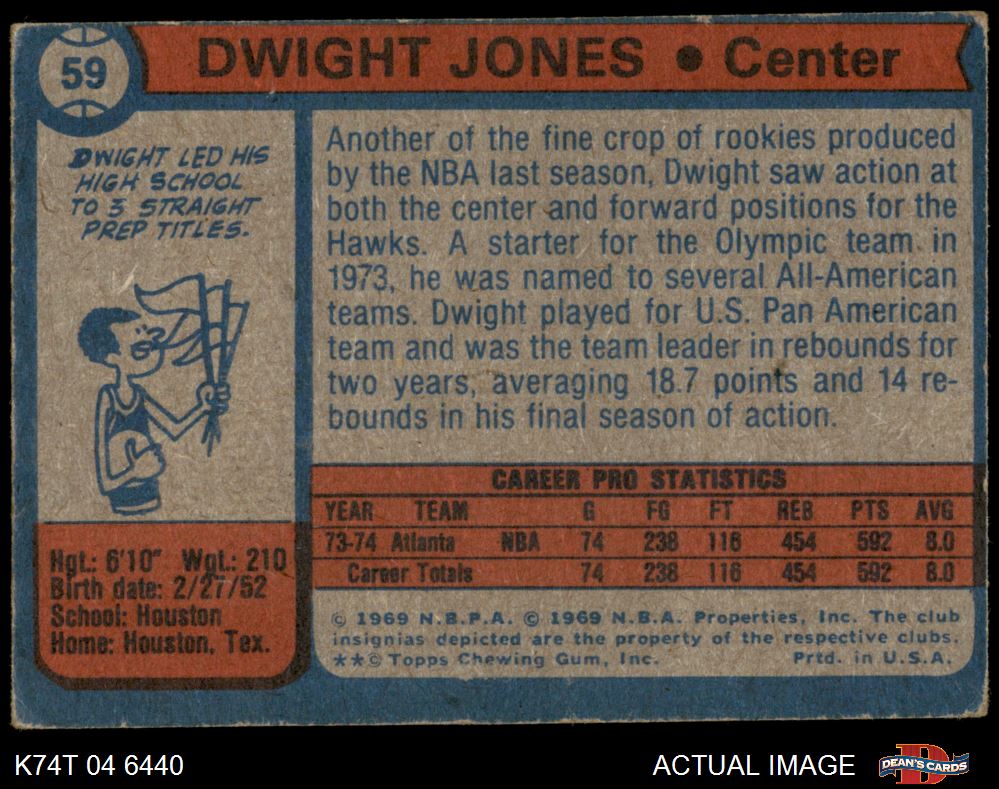 59
DWIGHT JONES • Center
DWIGHT LED HIS
HIGH SCHOOL
TO 3 STRAIGHT
PREP TITLES.
Another of the fine crop of rookies produced
by the NBA last season, Dwight saw action at
both the center and forward positions for the
Hawks. A starter for the Olympic team in
1973, he was named to several All-American
teams. Dwight played for U.S. Pan American
team and was the team leader in rebounds for
two years, averaging 18.7 points and 14 re-
bounds in his final season of action.
Hgt.: 6'10" Wgt.: 210
Birth date: 2/27/52
School: Houston
Home: Houston, Tex.
CAREER PRO STATISTICS
YEAR TEAM G FG FT REB PTS AVG
73-74 Atlanta NBA 74 238 116 454 592 8.0
Career Totals 74 238 116 454 592 8.0
© 1969 N.B.P.A. © 1969 N.B.A. Properties, Inc. The club
insignias depicted are the property of the respective clubs.
**© Topps Chewing Gum, Inc. Prtd. in U.S.A.
K74T 04 6440
ACTUAL IMAGE
DEAN'S CARDS